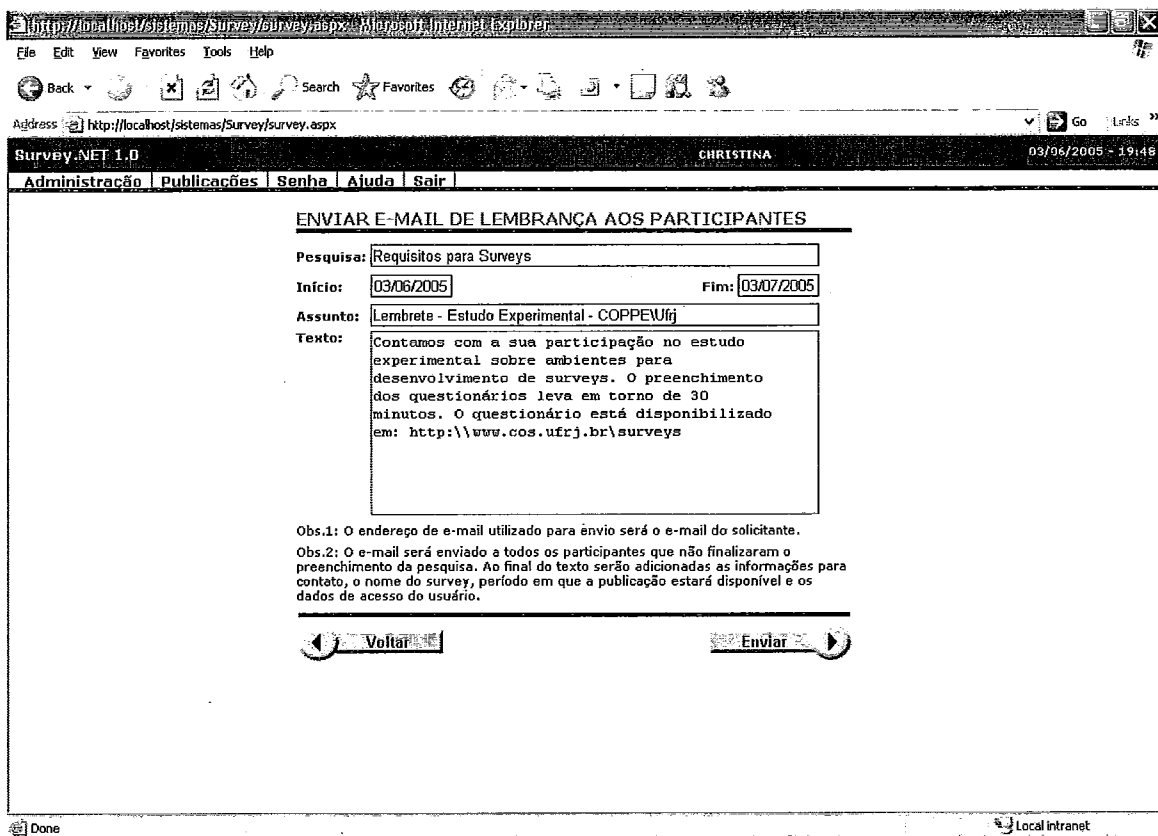 http://localhost/sistemas/Survey/survey.aspx - Microsoft Internet Explorer
File Edit View Favorites Tools Help
Back Search Favorites
Address http://localhost/sistemas/Survey/survey.aspx Go Links »
Survey.NET 1.0 CHRISTINA 03/06/2005 - 19:48
Administração | Publicações | Senha | Ajuda | Sair |
ENVIAR E-MAIL DE LEMBRANÇA AOS PARTICIPANTES
Pesquisa: Requisitos para Surveys
Início: 03/06/2005 Fim: 03/07/2005
Assunto: Lembrete - Estudo Experimental - COPPE\Ufrj
Texto: Contamos com a sua participação no estudo
experimental sobre ambientes para
desenvolvimento de surveys. O preenchimento
dos questionários leva em torno de 30
minutos. O questionário está disponibilizado
em: http:\\www.cos.ufrj.br\surveys
Obs.1: O endereço de e-mail utilizado para envio será o e-mail do solicitante.
Obs.2: O e-mail será enviado a todos os participantes que não finalizaram o
preenchimento da pesquisa. Ao final do texto serão adicionadas as informações para
contato, o nome do survey, período em que a publicação estará disponível e os
dados de acesso do usuário.
Voltar Enviar
Done Local intranet